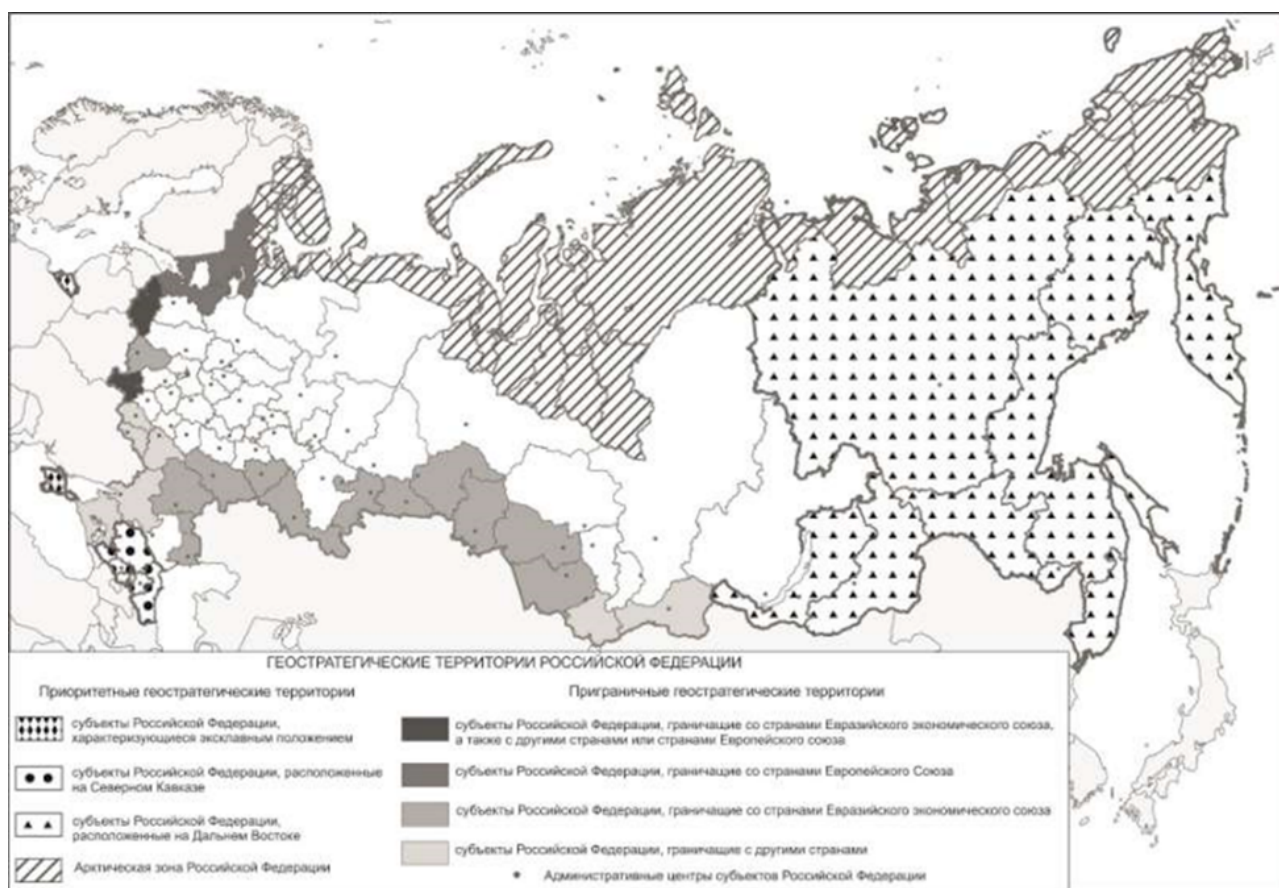 ГЕОСТРАТЕГИЧЕСКИЕ ТЕРРИТОРИИ РОССИЙСКОЙ ФЕДЕРАЦИИ
Приоритетные геостратегические территории
субъекты Российской Федерации,
характеризующиеся эксклавным положением
субъекты Российской Федерации, расположенные
на Северном Кавказе
субъекты Российской Федерации,
расположенные на Дальнем Востоке
Арктическая зона Российской Федерации
Приграничные геостратегические территории
субъекты Российской Федерации, граничащие со странами Евразийского экономического союза,
а также с другими странами или странами Европейского союза
субъекты Российской Федерации, граничащие со странами Европейского Союза
субъекты Российской Федерации, граничащие со странами Евразийского экономического союза
субъекты Российской Федерации, граничащие с другими странами
Административные центры субъектов Российской Федерации